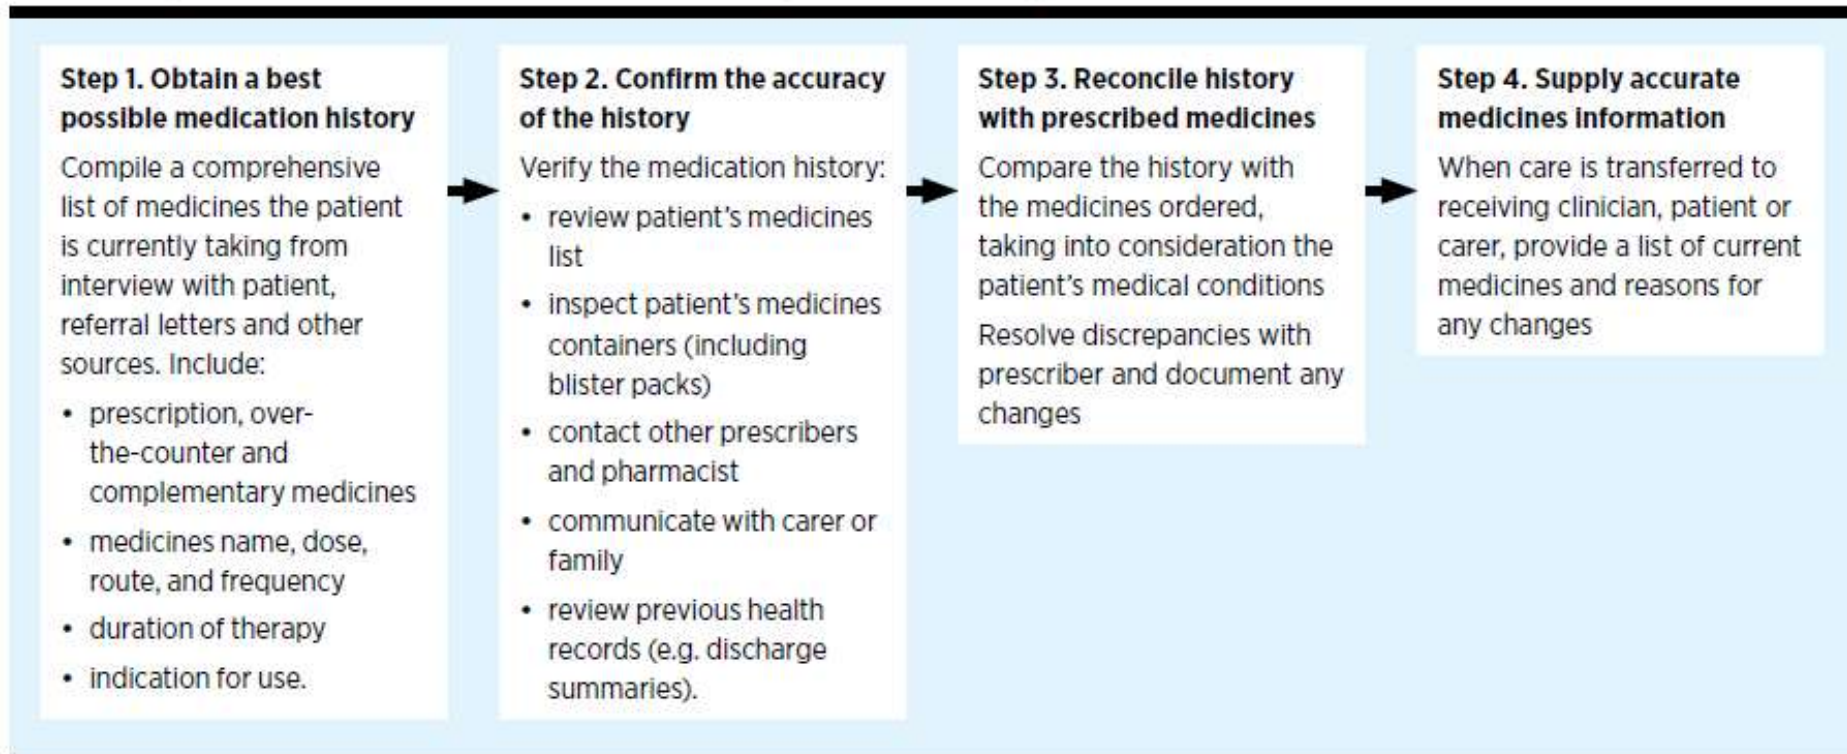 Step 1. Obtain a best
possible medication history
Compile a comprehensive
list of medicines the patient
is currently taking from
interview with patient,
referral letters and other
sources. Include:
• prescription, over-
the-counter and
complementary medicines
• medicines name, dose,
route, and frequency
• duration of therapy
• indication for use.
Step 2. Confirm the accuracy
of the history
Verify the medication history:
• review patient's medicines
list
• inspect patient's medicines
containers (including
blister packs)
• contact other prescribers
and pharmacist
• communicate with carer or
family
• review previous health
records (e.g. discharge
summaries).
Step 3. Reconcile history
with prescribed medicines
Compare the history with
the medicines ordered,
taking into consideration the
patient's medical conditions
Resolve discrepancies with
prescriber and document any
changes
Step 4. Supply accurate
medicines information
When care is transferred to
receiving clinician, patient or
carer, provide a list of current
medicines and reasons for
any changes